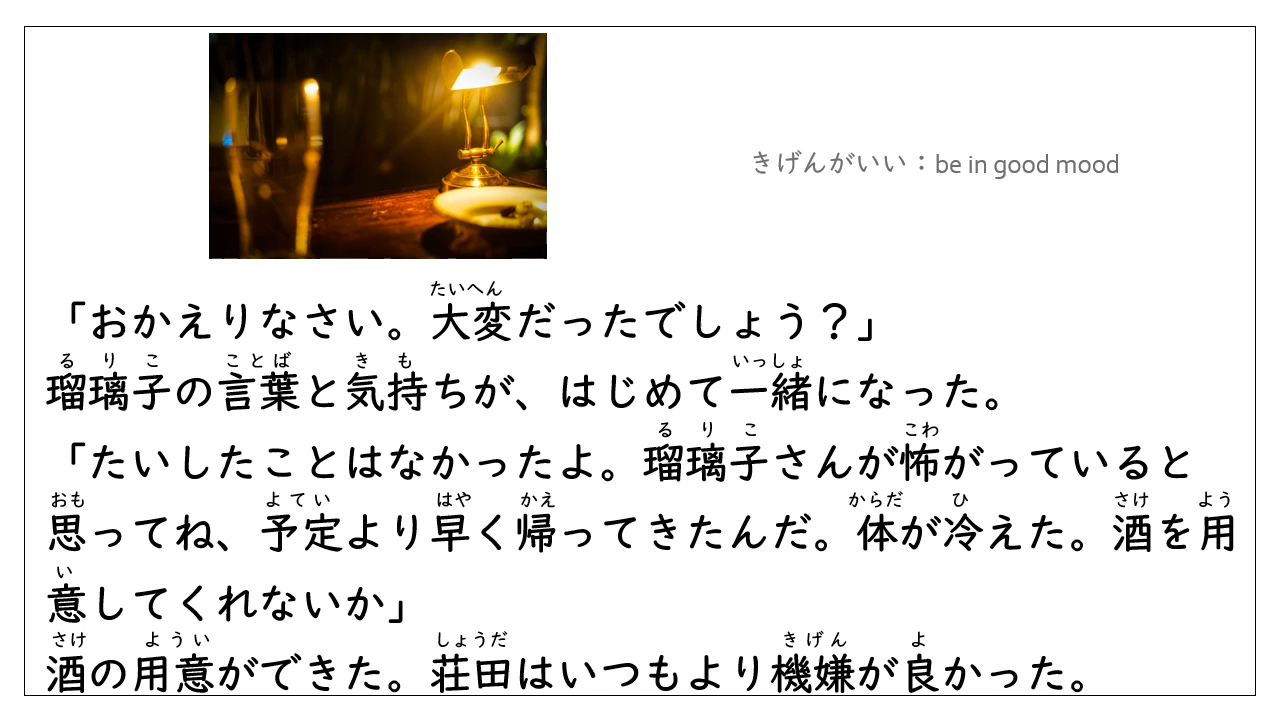 きげんがいい：be in good mood
「おかえりなさい。大変だったでしょう？」
瑠璃子の言葉と気持ちが、はじめて一緒になった。
「たいしたことはなかったよ。瑠璃子さんが怖がっていると
思ってね、予定より早く帰ってきたんだ。体が冷えた。酒を用
意してくれないか」
酒の用意ができた。荘田はいつもより機嫌が良かった。